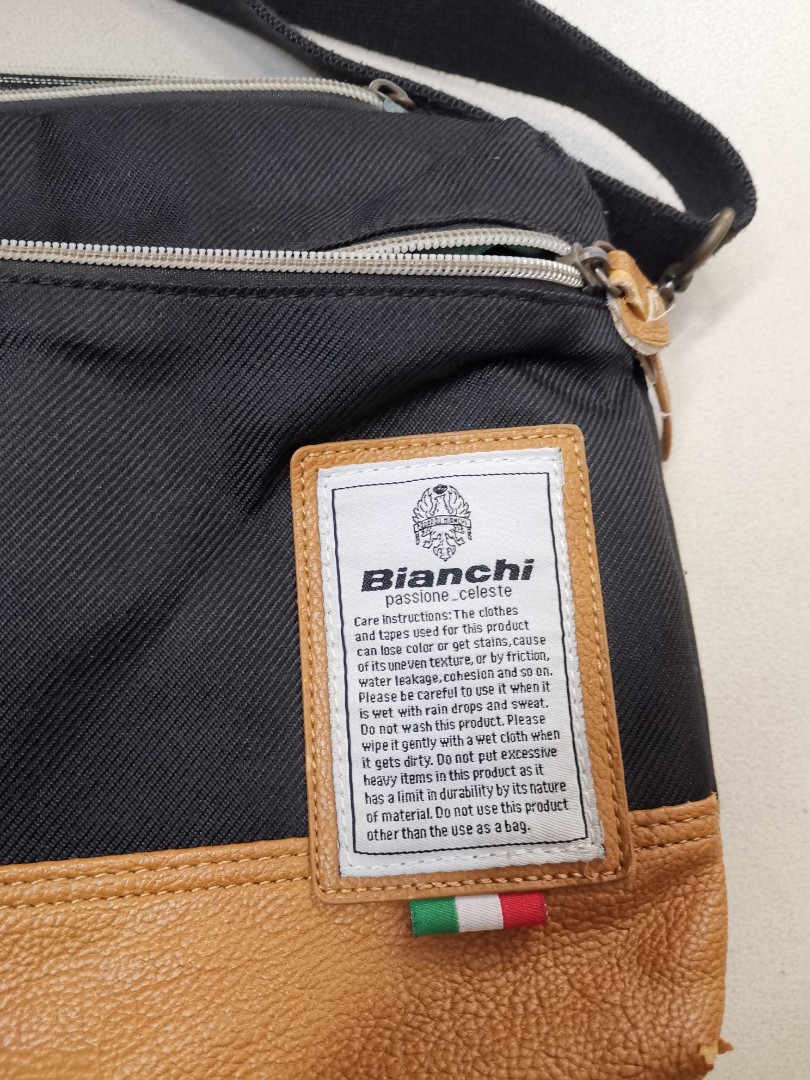 Bianchi
passione_celeste
Care Instructions: The clothes
and tapes used for this product
can lose color or get stains, cause
of its uneven texture, or by friction,
water leakage, cohesion and so on.
Please be careful to use it when it
is wet with rain drops and sweat.
Do not wash this product. Please
wipe it gently with a wet cloth when
it gets dirty. Do not put excessive
heavy items in this product as it
has a limit in durability by its nature
of material. Do not use this product
other than the use as a bag.